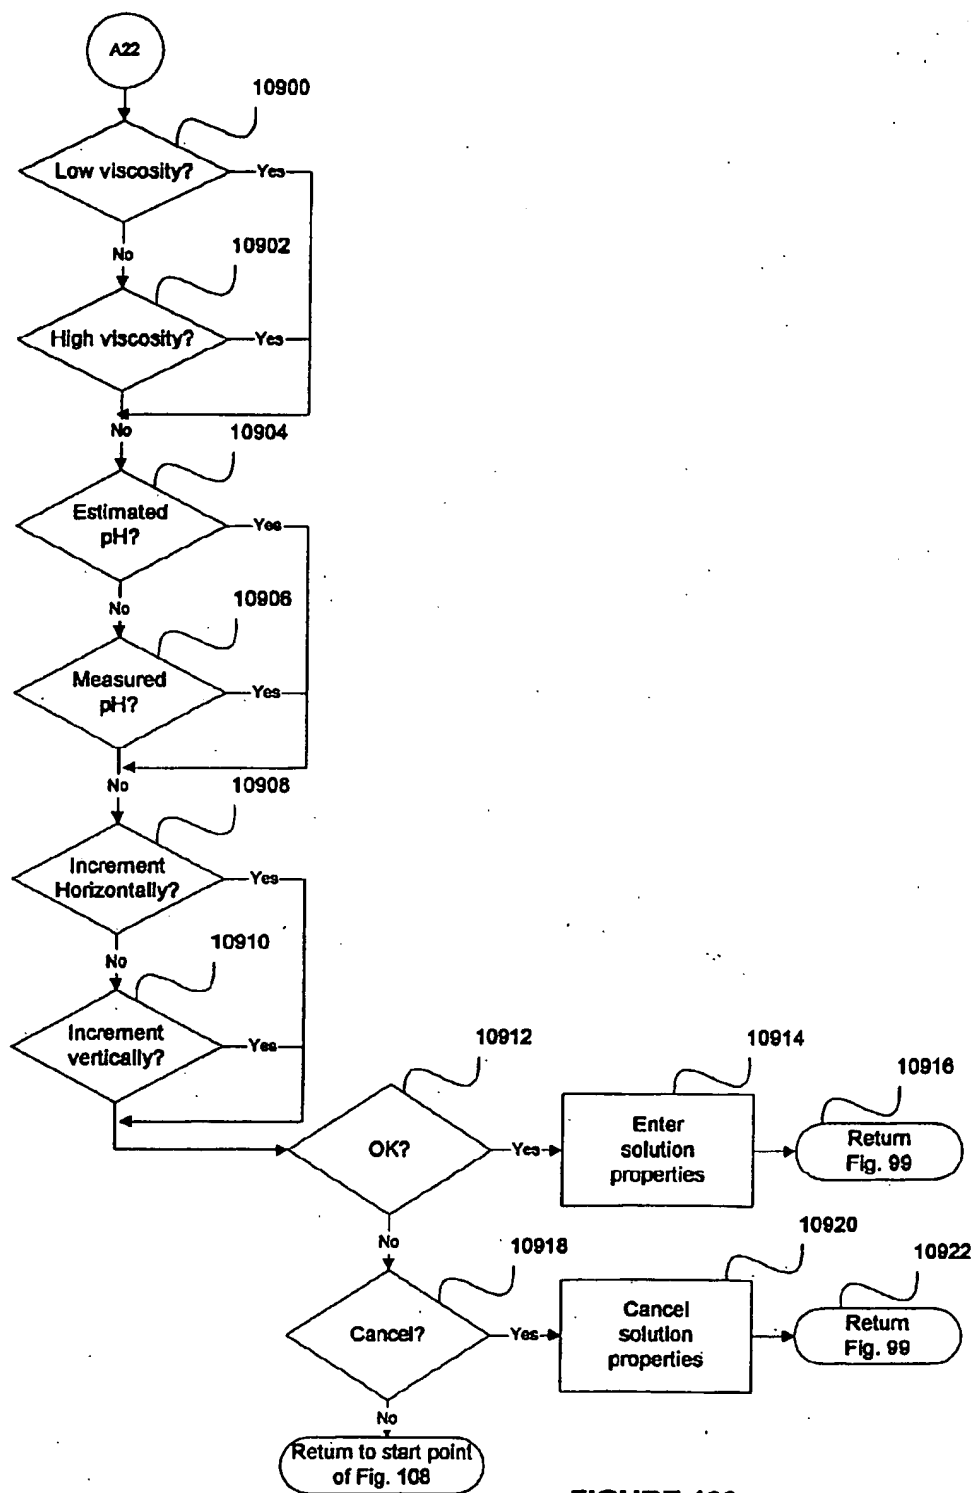 A22
10900
Low viscosity?
Yes
No
10902
High viscosity?
Yes
No
10904
Estimated
pH?
Yes
No
10906
Measured
pH?
Yes
No
10908
Increment
Horizontally?
Yes
No
10910
Increment
vertically?
Yes
10912
OK?
Yes
10914
Enter
solution
properties
10916
Return
Fig. 99
No
10918
Cancel?
Yes
10920
Cancel
solution
properties
10922
Return
Fig. 99
No
Return to start point
of Fig. 108